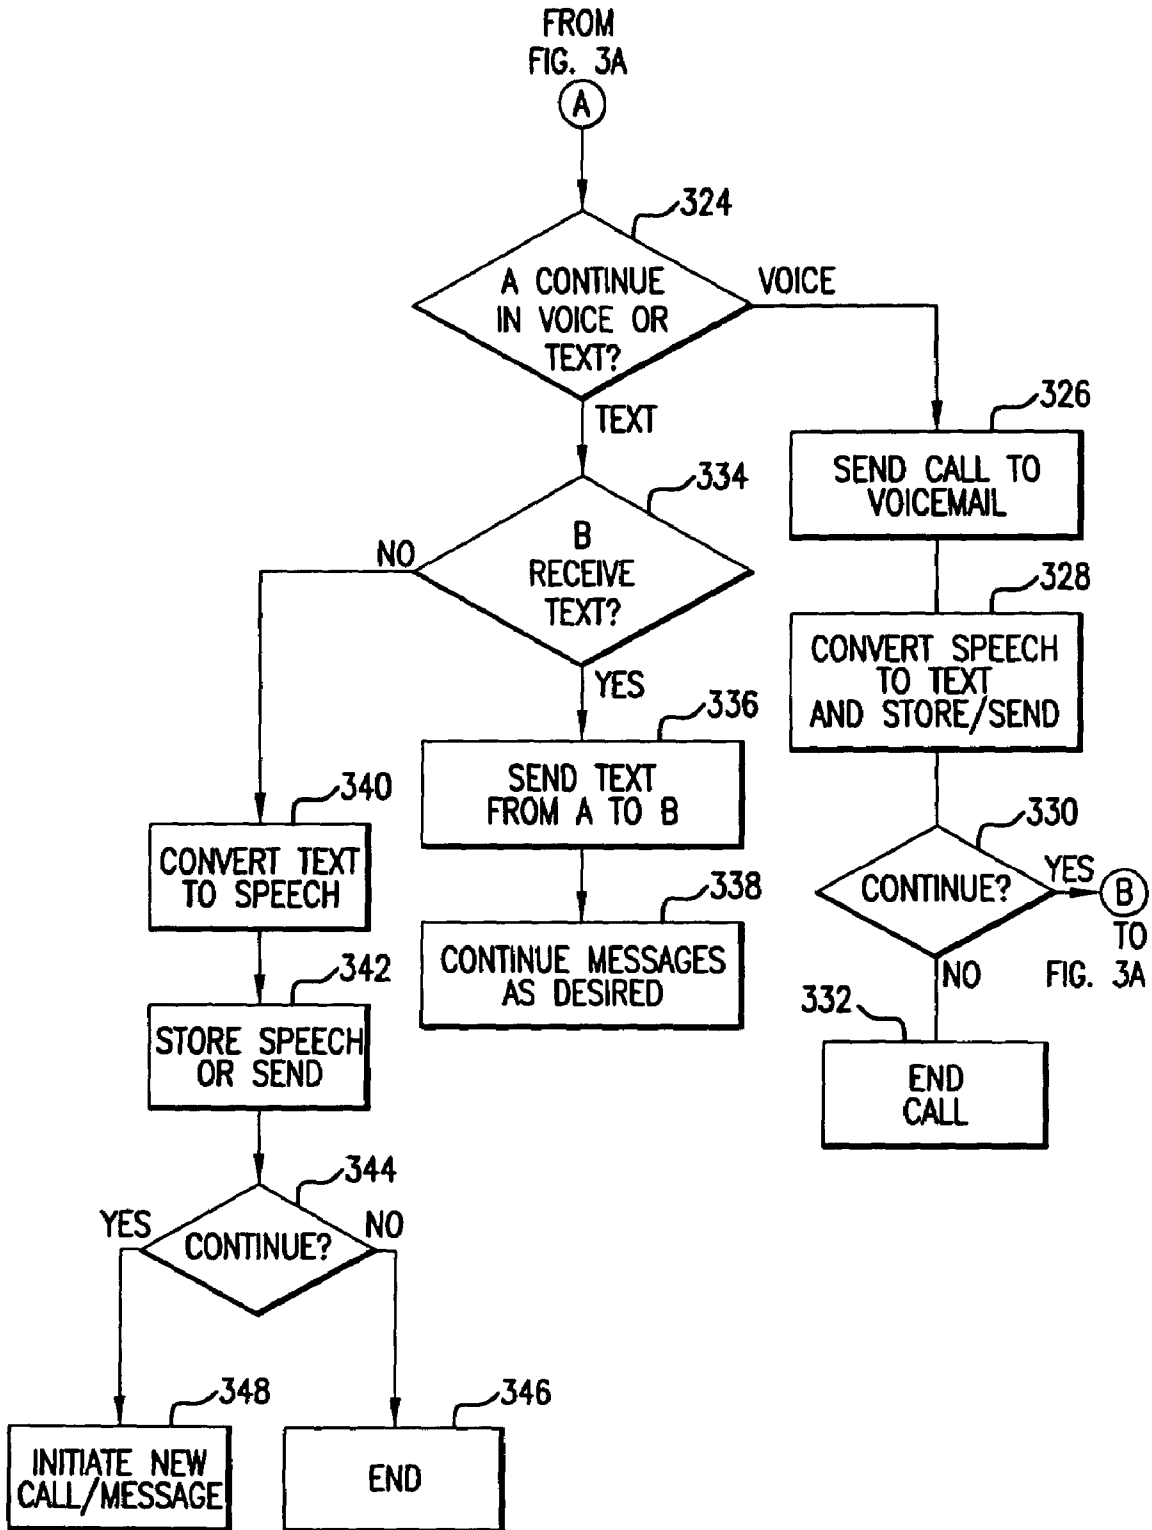 FROM
FIG. 3A
A
324
A CONTINUE
IN VOICE OR
TEXT?
VOICE
TEXT
326
SEND CALL TO
VOICEMAIL
334
B
RECEIVE
TEXT?
NO
YES
328
CONVERT SPEECH
TO TEXT
AND STORE/SEND
336
SEND TEXT
FROM A TO B
340
CONVERT TEXT
TO SPEECH
330
CONTINUE?
YES
B
TO
FIG. 3A
NO
338
CONTINUE MESSAGES
AS DESIRED
342
STORE SPEECH
OR SEND
332
END
CALL
344
CONTINUE?
YES
NO
348
INITIATE NEW
CALL/MESSAGE
346
END